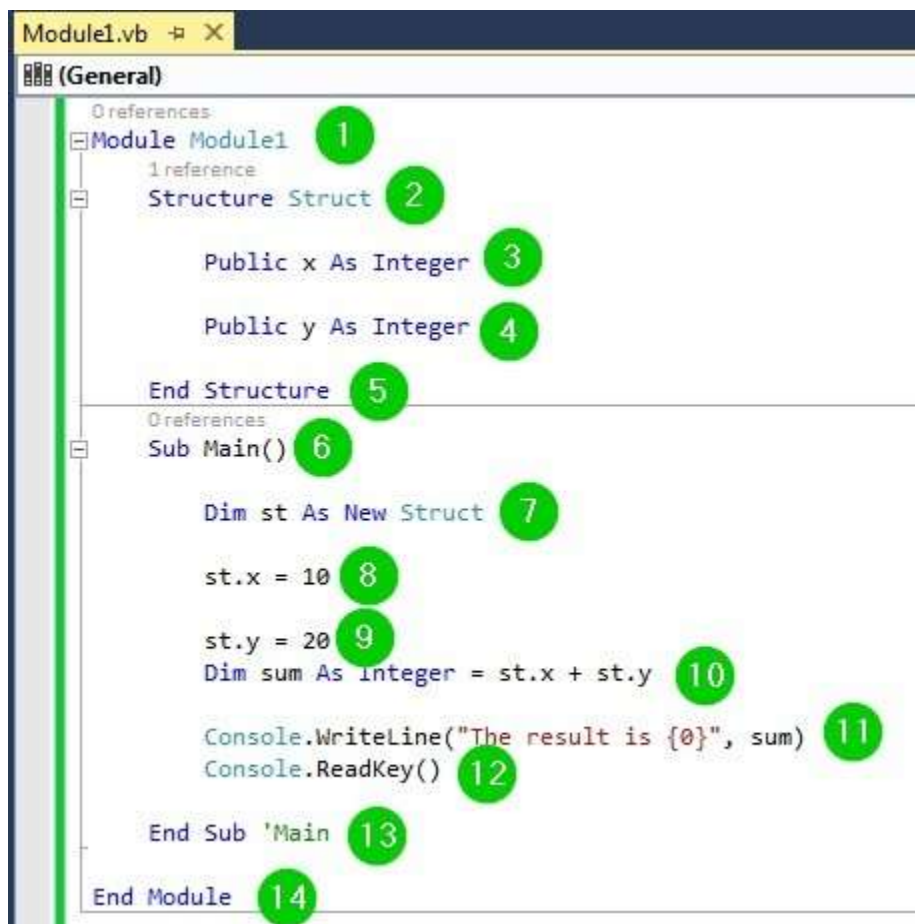 Module1.vb
(General)
0 references
Module Module1 1
1 reference
Structure Struct 2
Public x As Integer 3
Public y As Integer 4
End Structure 5
0 references
Sub Main() 6
Dim st As New Struct 7
st.x = 10 8
st.y = 20 9
Dim sum As Integer = st.x + st.y 10
Console.WriteLine("The result is {0}", sum) 11
Console.ReadKey() 12
End Sub 'Main 13
End Module 14